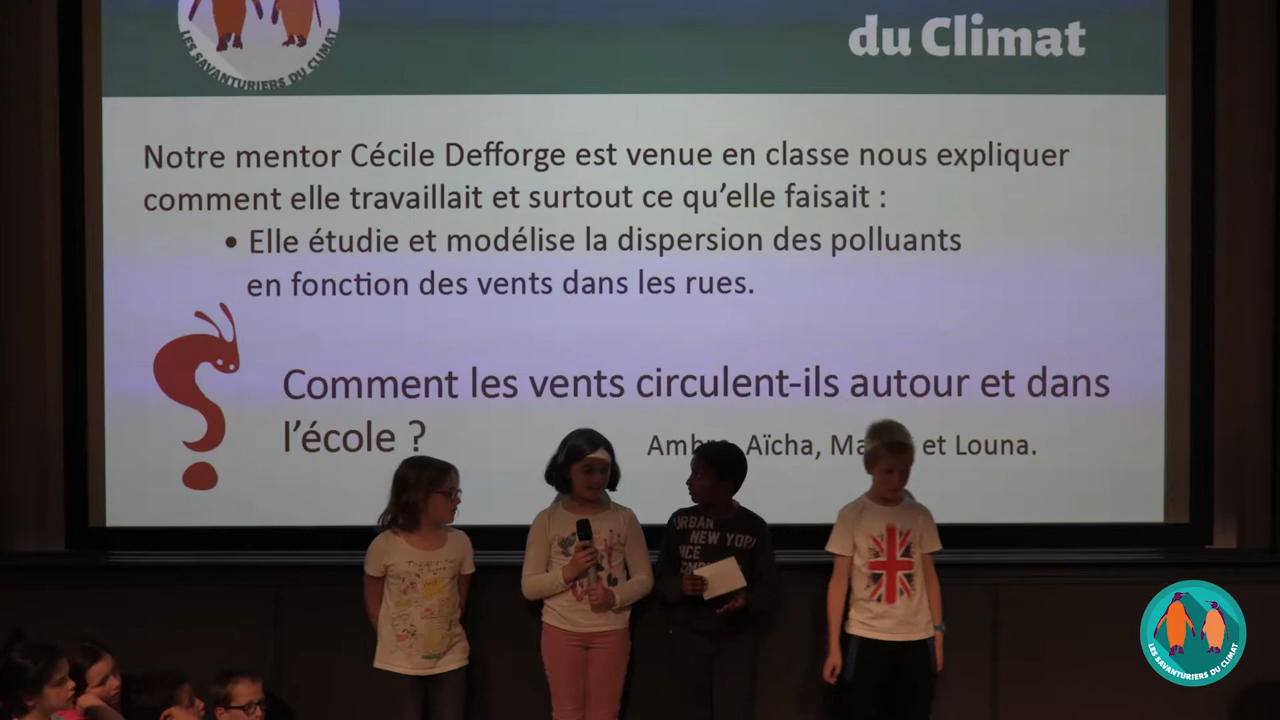 LES SAVANTURIERS DU CLIMAT
du Climat
Notre mentor Cécile Defforge est venue en classe nous expliquer
comment elle travaillait et surtout ce qu’elle faisait :
• Elle étudie et modélise la dispersion des polluants
en fonction des vents dans les rues.
Comment les vents circulent-ils autour et dans
l’école ?
Aïcha, et Louna.
URBAN
NEW YORK
LES SAVANTURIERS DU CLIMAT